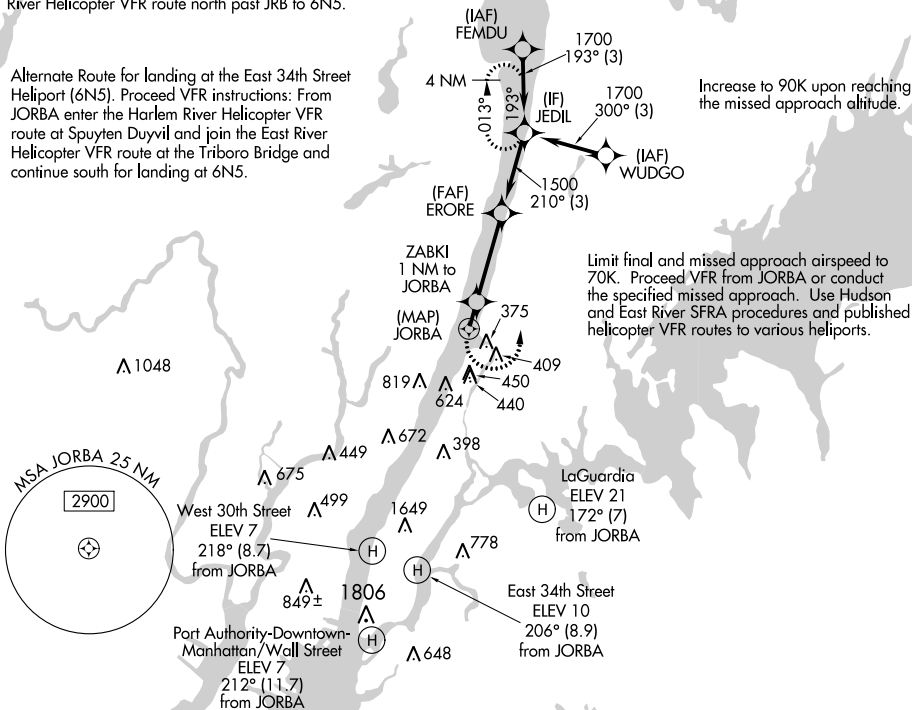 River Helicopter VFR route north past JRB to 6N5.
Alternate Route for landing at the East 34th Street
Heliport (6N5). Proceed VFR instructions: From
JORBA enter the Harlem River Helicopter VFR
route at Spuyten Duyvil and join the East River
Helicopter VFR route at the Triboro Bridge and
continue south for landing at 6N5.
(IAF)
FEMDU
1700
193° (3)
4 NM
013°
193°
(IF)
JEDIL
1700
300° (3)
Increase to 90K upon reaching
the missed approach altitude.
(IAF)
WUDGO
1500
210° (3)
(FAF)
ERORE
ZABKI
1 NM to
JORBA
(MAP)
JORBA
Limit final and missed approach airspeed to
70K. Proceed VFR from JORBA or conduct
the specified missed approach. Use Hudson
and East River SFRA procedures and published
helicopter VFR routes to various heliports.
375
409
450
440
1048
819
624
672
398
449
675
499
MSA JORBA 25 NM
2900
West 30th Street
ELEV 7
218° (8.7)
from JORBA
H
1649
778
LaGuardia
ELEV 21
172° (7)
from JORBA
H
H
East 34th Street
ELEV 10
206° (8.9)
from JORBA
849±
1806
Port Authority-Downtown-
Manhattan/Wall Street
ELEV 7
212° (11.7)
from JORBA
H
648